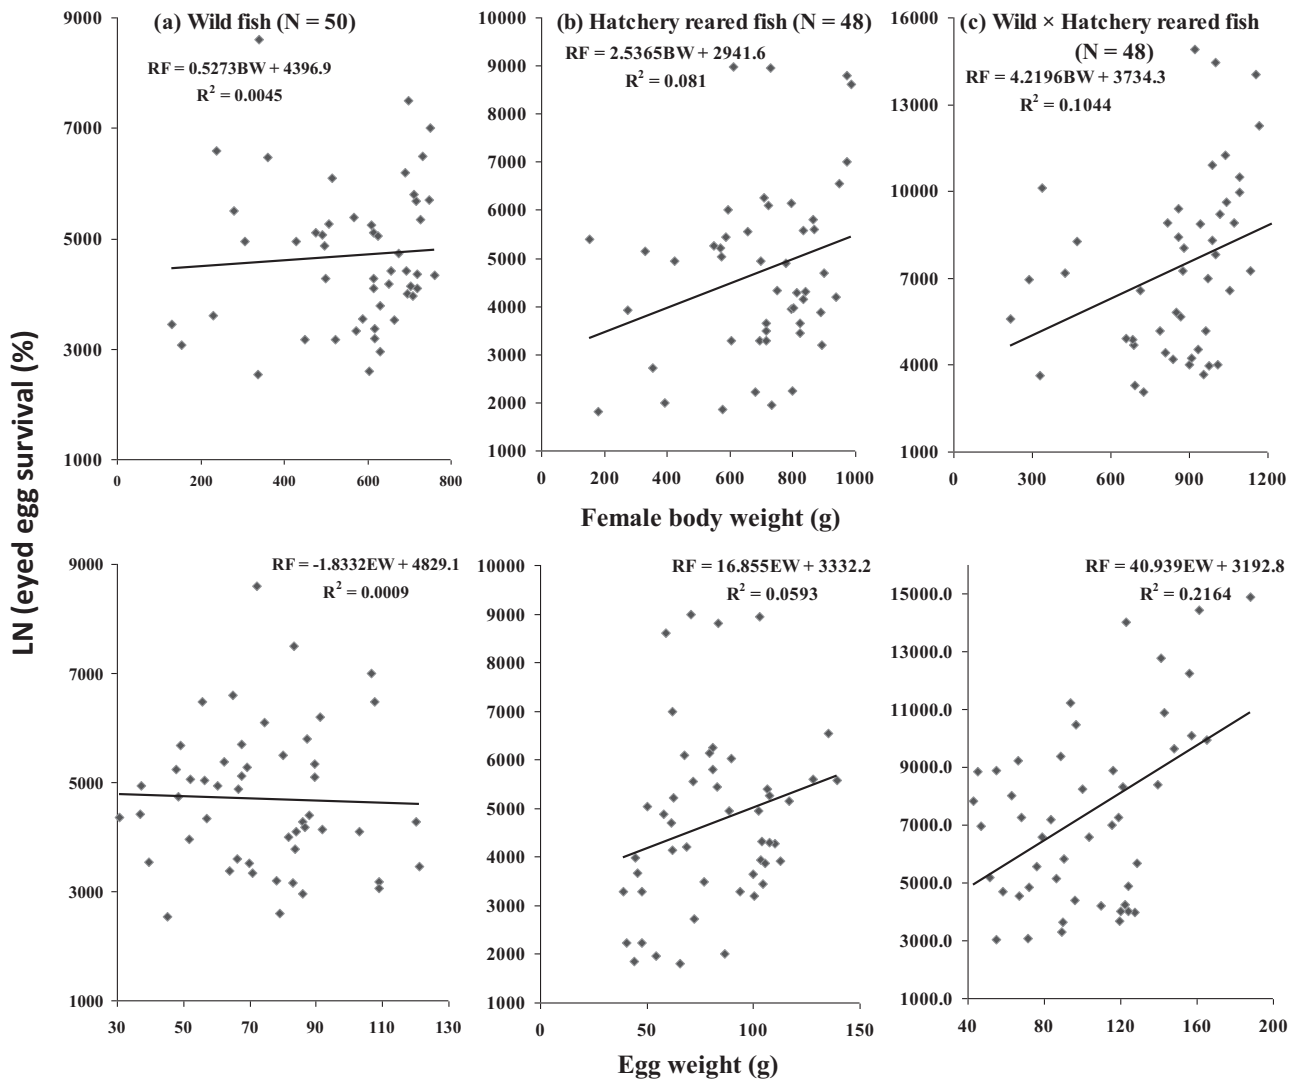 LN (eyed egg survival (%)
(a) Wild fish (N = 50)
RF = 0.5273BW + 4396.9
R² = 0.0045
9000
7000
5000
3000
1000
0 200 400 600 800
(b) Hatchery reared fish (N = 48)
RF = 2.5365BW + 2941.6
R² = 0.081
10000
9000
8000
7000
6000
5000
4000
3000
2000
1000
0 200 400 600 800 1000
(c) Wild × Hatchery reared fish
(N = 48)
RF = 4.2196BW + 3734.3
R² = 0.1044
16000
13000
10000
7000
4000
1000
0 300 600 900 1200
Female body weight (g)
RF = -1.8332EW + 4829.1
R² = 0.0009
9000
7000
5000
3000
1000
30 50 70 90 110 130
RF = 16.855EW + 3332.2
R² = 0.0593
10000
9000
8000
7000
6000
5000
4000
3000
2000
1000
0 50 100 150
RF = 40.939EW + 3192.8
R² = 0.2164
15000.0
13000.0
11000.0
9000.0
7000.0
5000.0
3000.0
1000.0
40 80 120 160 200
Egg weight (g)